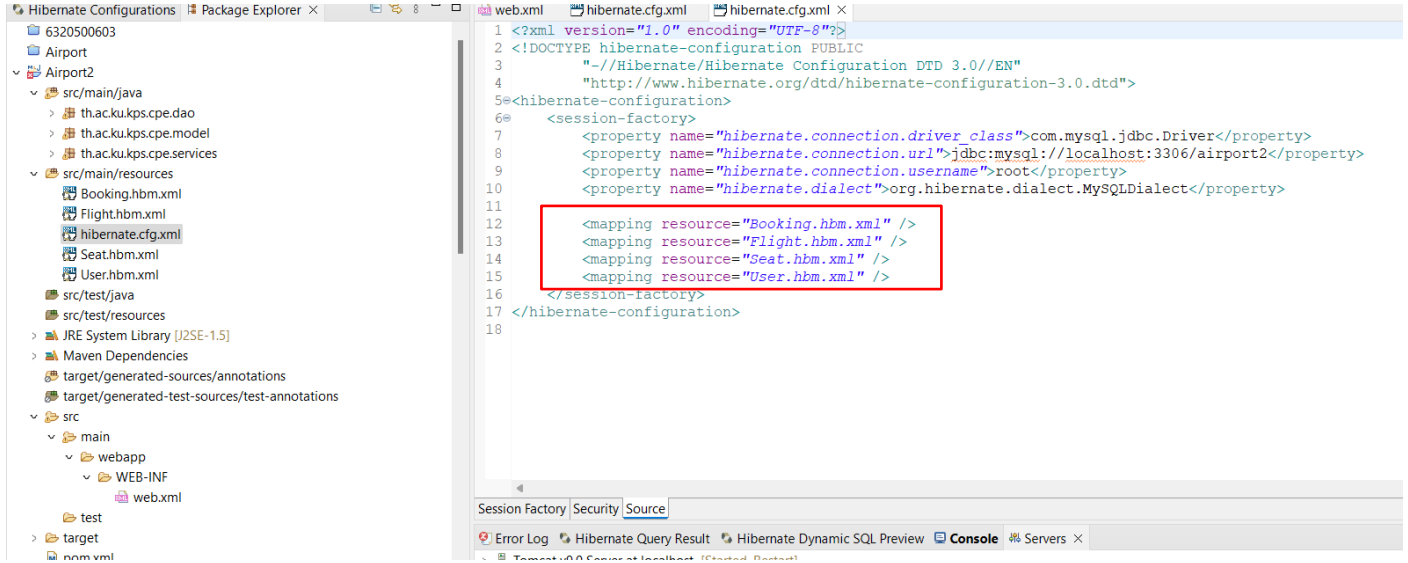 Hibernate Configurations Package Explorer ×
6320500603
Airport
Airport2
src/main/java
th.ac.ku.kps.cpe.dao
th.ac.ku.kps.cpe.model
th.ac.ku.kps.cpe.services
src/main/resources
Booking.hbm.xml
Flight.hbm.xml
hibernate.cfg.xml
Seat.hbm.xml
User.hbm.xml
src/test/java
src/test/resources
JRE System Library [J2SE-1.5]
Maven Dependencies
target/generated-sources/annotations
target/generated-test-sources/test-annotations
src
main
webapp
WEB-INF
web.xml
test
target
pom.xml
web.xml hibernate.cfg.xml hibernate.cfg.xml ×
1 <?xml version="1.0" encoding="UTF-8"?>
2 <!DOCTYPE hibernate-configuration PUBLIC
3 "-//Hibernate/Hibernate Configuration DTD 3.0//EN"
4 "http://www.hibernate.org/dtd/hibernate-configuration-3.0.dtd">
5 <hibernate-configuration>
6 <session-factory>
7 <property name="hibernate.connection.driver_class">com.mysql.jdbc.Driver</property>
8 <property name="hibernate.connection.url">jdbc:mysql://localhost:3306/airport2</property>
9 <property name="hibernate.connection.username">root</property>
10 <property name="hibernate.dialect">org.hibernate.dialect.MySQLDialect</property>
11
12 <mapping resource="Booking.hbm.xml" />
13 <mapping resource="Flight.hbm.xml" />
14 <mapping resource="Seat.hbm.xml" />
15 <mapping resource="User.hbm.xml" />
16 </session-factory>
17 </hibernate-configuration>
18
Session Factory Security Source
Error Log Hibernate Query Result Hibernate Dynamic SQL Preview Console Servers ×
Tomcat v9.0 Server at localhost [Started, Restart]